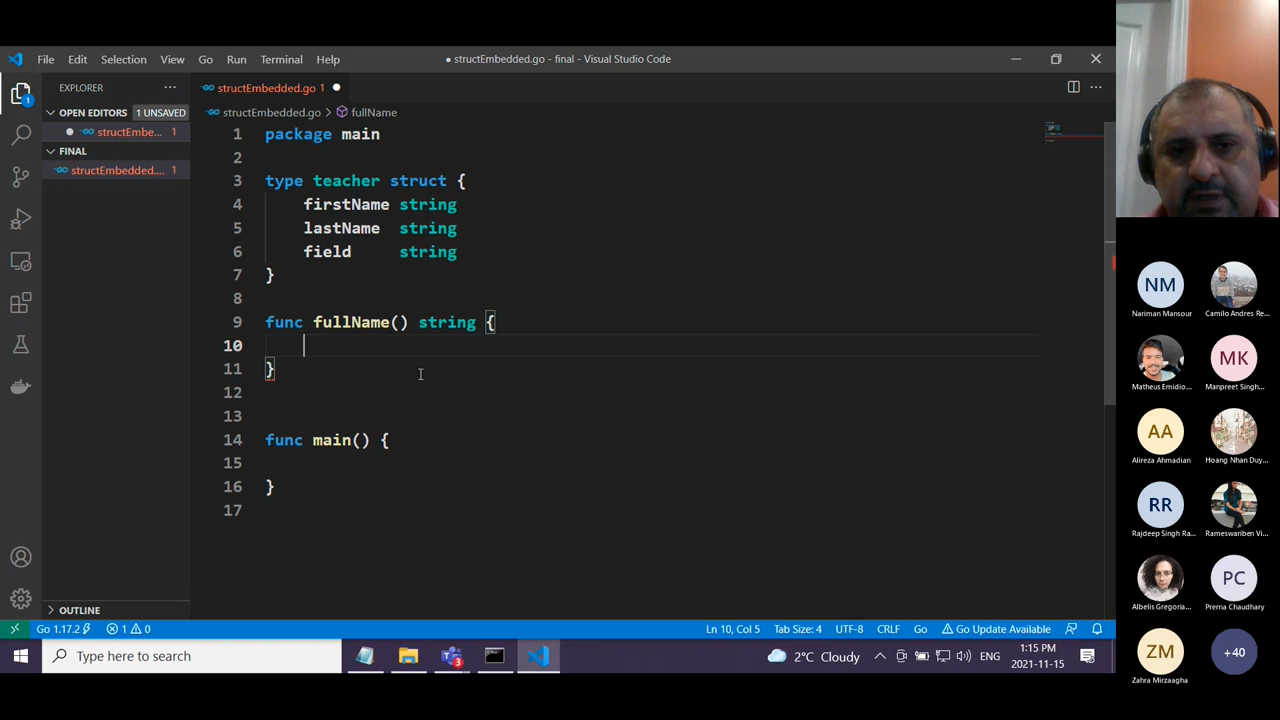 File Edit Selection View Go Run Terminal Help
● structEmbedded.go - final - Visual Studio Code
EXPLORER
structEmbedded.go 1
OPEN EDITORS 1 UNSAVED
structEmbe... 1
FINAL
structEmbedded.... 1
structEmbedded.go > fullName
1 package main
2
3 type teacher struct {
4 firstName string
5 lastName string
6 field string
7 }
8
9 func fullName() string {
10
11 }
12
13
14 func main() {
15
16 }
17
OUTLINE
1
Go 1.17.2 1 0
Ln 10, Col 5 Tab Size: 4 UTF-8 CRLF Go Go Update Available
Type here to search
3
2°C Cloudy
ENG
1:15 PM
2021-11-15
NM
Nariman Mansour
Camilo Andres Re...
Matheus Emidio...
MK
Manpreet Singh...
AA
Alireza Ahmadian
Hoang Nhan Duy...
RR
Rajdeep Singh Ra...
Rameswariben Vi...
Albelis Gregoria...
PC
Prerna Chaudhary
ZM
Zahra Mirzaagha
+40